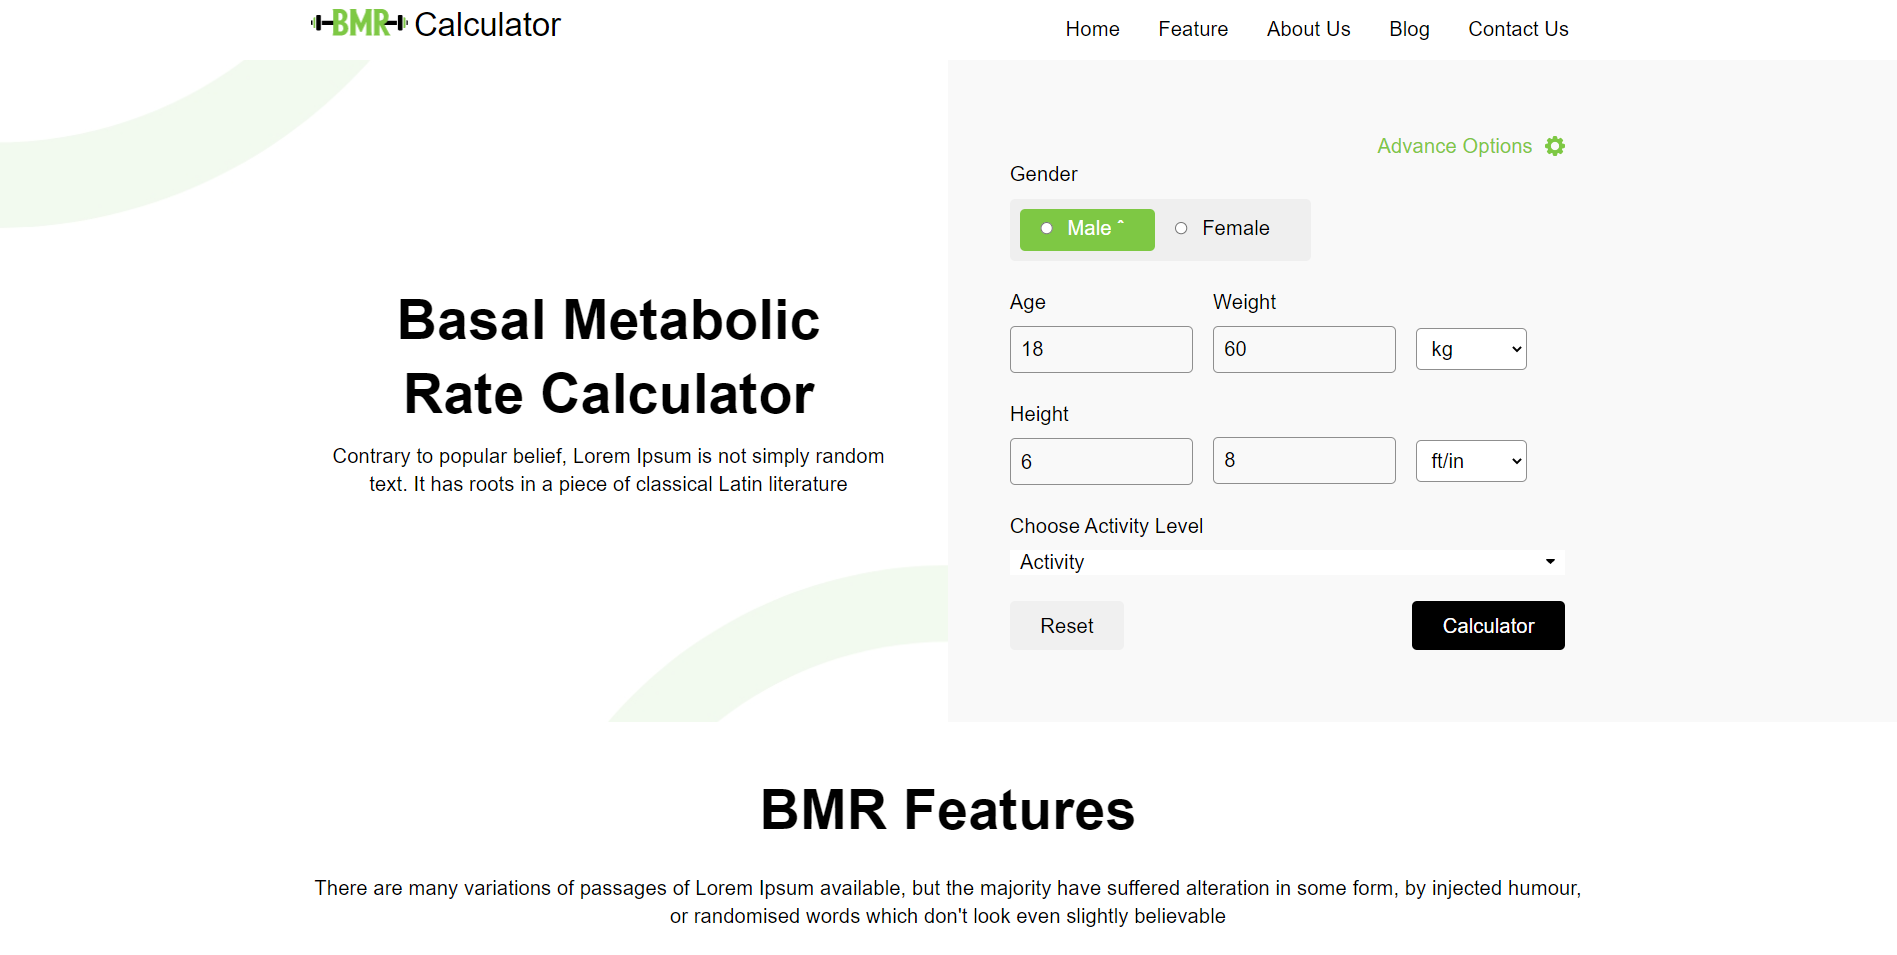 BMR Calculator
Home Feature About Us Blog Contact Us
Advance Options
Gender
Male ˆ Female
Age Weight
18 60 kg
Height
6 8 ft/in
Choose Activity Level
Activity
Reset Calculator
Basal Metabolic
Rate Calculator
Contrary to popular belief, Lorem Ipsum is not simply random
text. It has roots in a piece of classical Latin literature
BMR Features
There are many variations of passages of Lorem Ipsum available, but the majority have suffered alteration in some form, by injected humour,
or randomised words which don't look even slightly believable